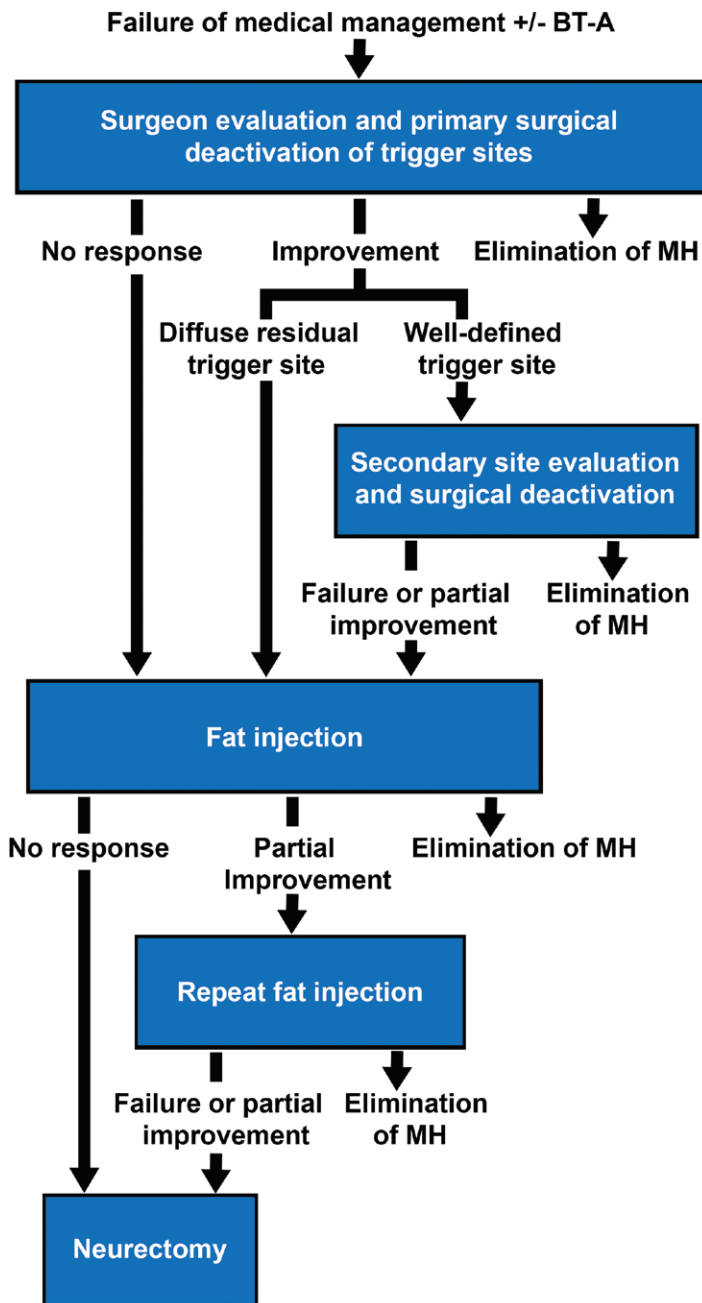 Failure of medical management +/- BT-A
Surgeon evaluation and primary surgical
deactivation of trigger sites
No response
Improvement
Elimination of MH
Diffuse residual
trigger site
Well-defined
trigger site
Secondary site evaluation
and surgical deactivation
Failure or partial
improvement
Elimination
of MH
Fat injection
No response
Partial
Improvement
Elimination of MH
Repeat fat injection
Failure or partial
improvement
Elimination
of MH
Neurectomy